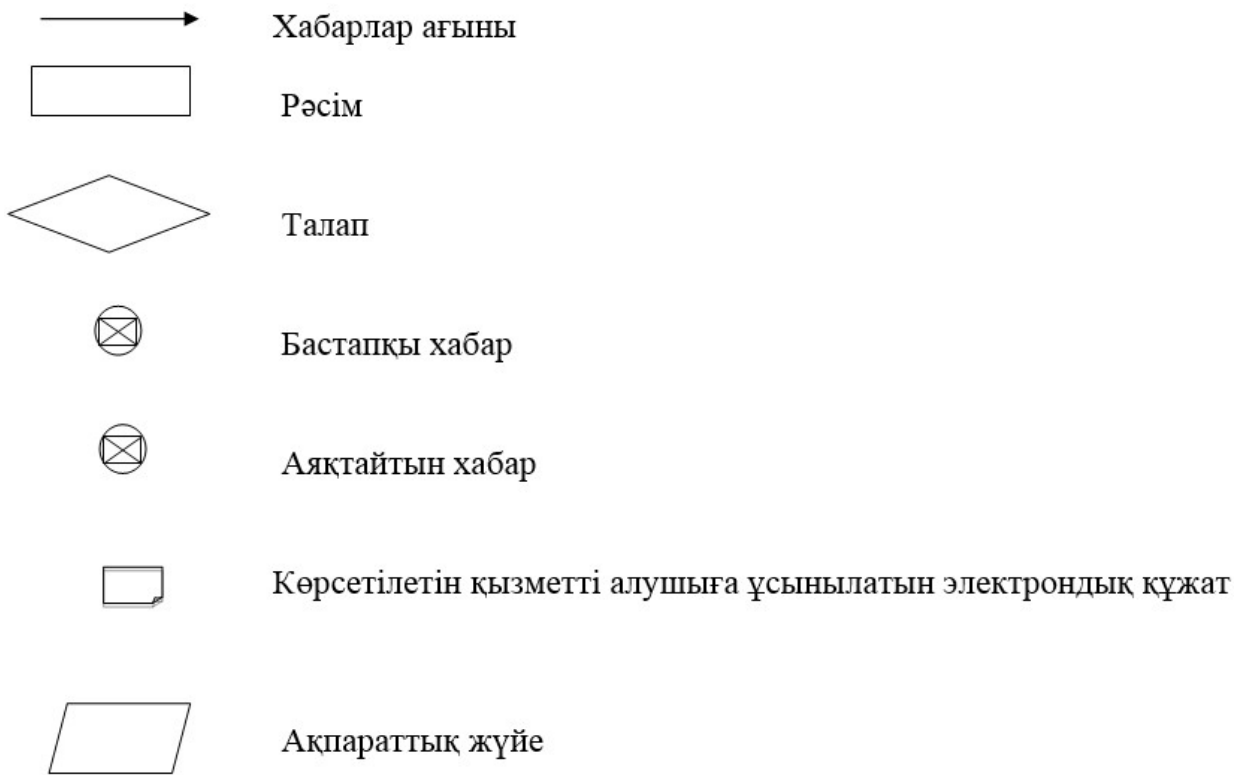 Хабарлар ағыны
Рәсім
Талап
Бастапқы хабар
Аяқтайтын хабар
Көрсетілетін қызметті алушыға ұсынылатын электрондық құжат
Ақпараттық жүйе